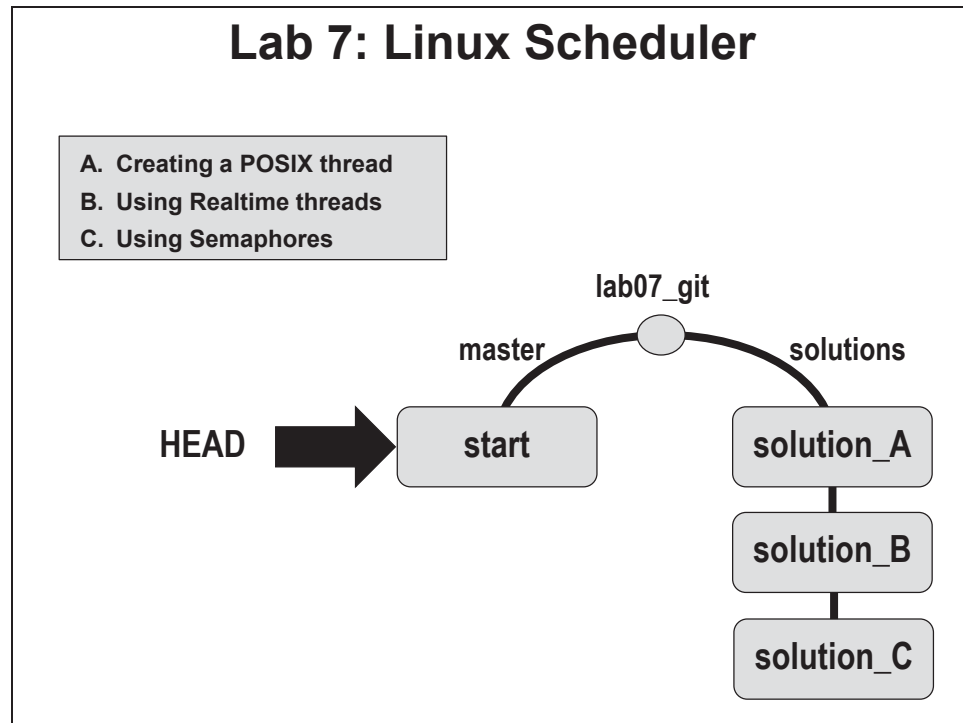 Lab 7: Linux Scheduler
A. Creating a POSIX thread
B. Using Realtime threads
C. Using Semaphores
lab07_git
master
solutions
HEAD
start
solution_A
solution_B
solution_C